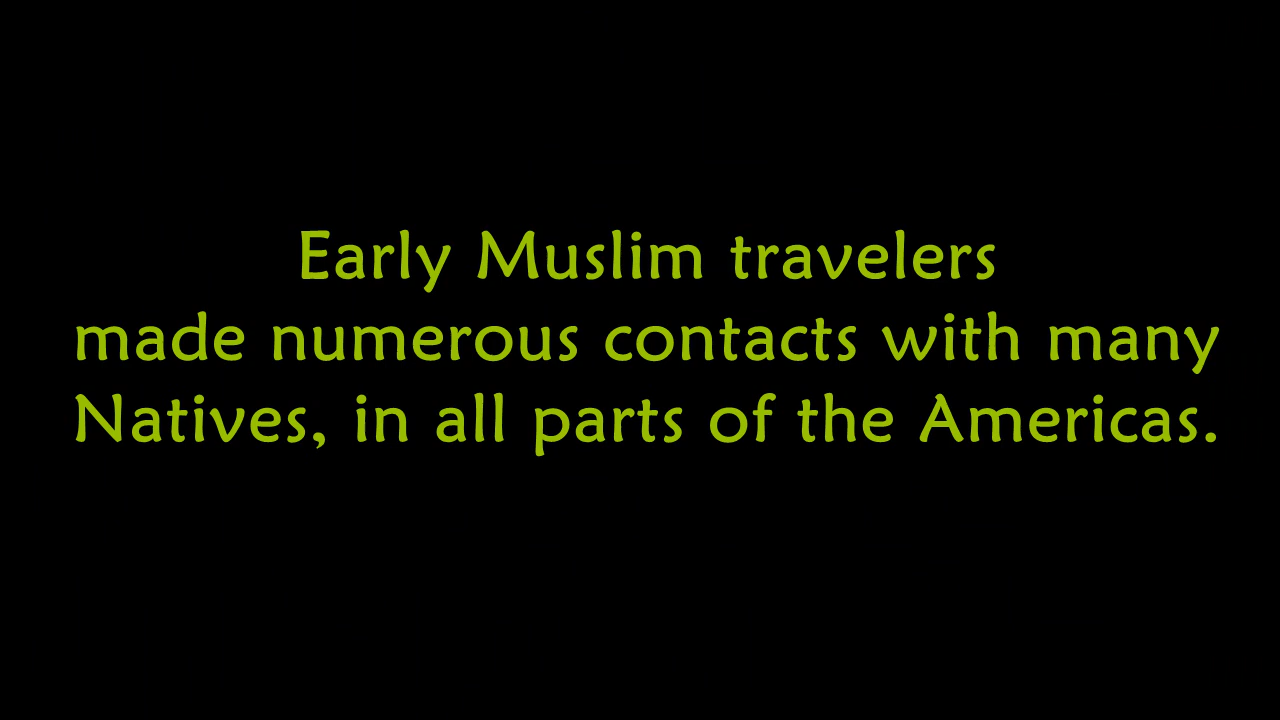 Early Muslim travelers
made numerous contacts with many
Natives, in all parts of the Americas.